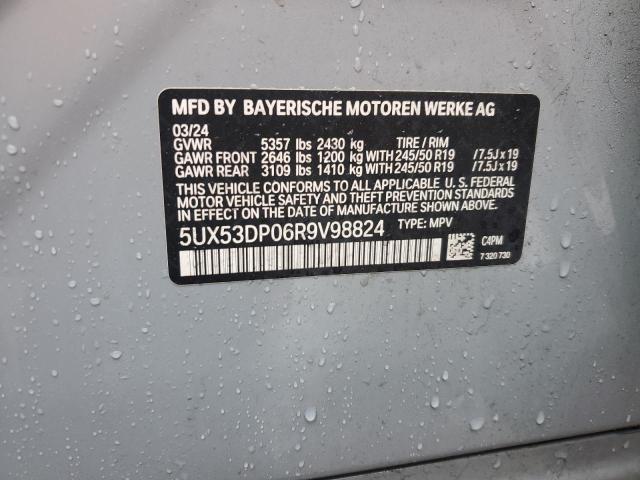 MFD BY BAYERISCHE MOTOREN WERKE AG
03/24
GVWR 5357 lbs 2430 kg TIRE / RIM
GAWR FRONT 2646 lbs 1200 kg WITH 245/50 R19 / 7.5J x 19
GAWR REAR 3109 lbs 1410 kg WITH 245/50 R19 / 7.5J x 19
THIS VEHICLE CONFORMS TO ALL APPLICABLE U. S. FEDERAL
MOTOR VEHICLE SAFETY AND THEFT PREVENTION STANDARDS
IN EFFECT ON THE DATE OF MANUFACTURE SHOWN ABOVE.
5UX53DP06R9V98824 TYPE: MPV
C4PM
7 320 730